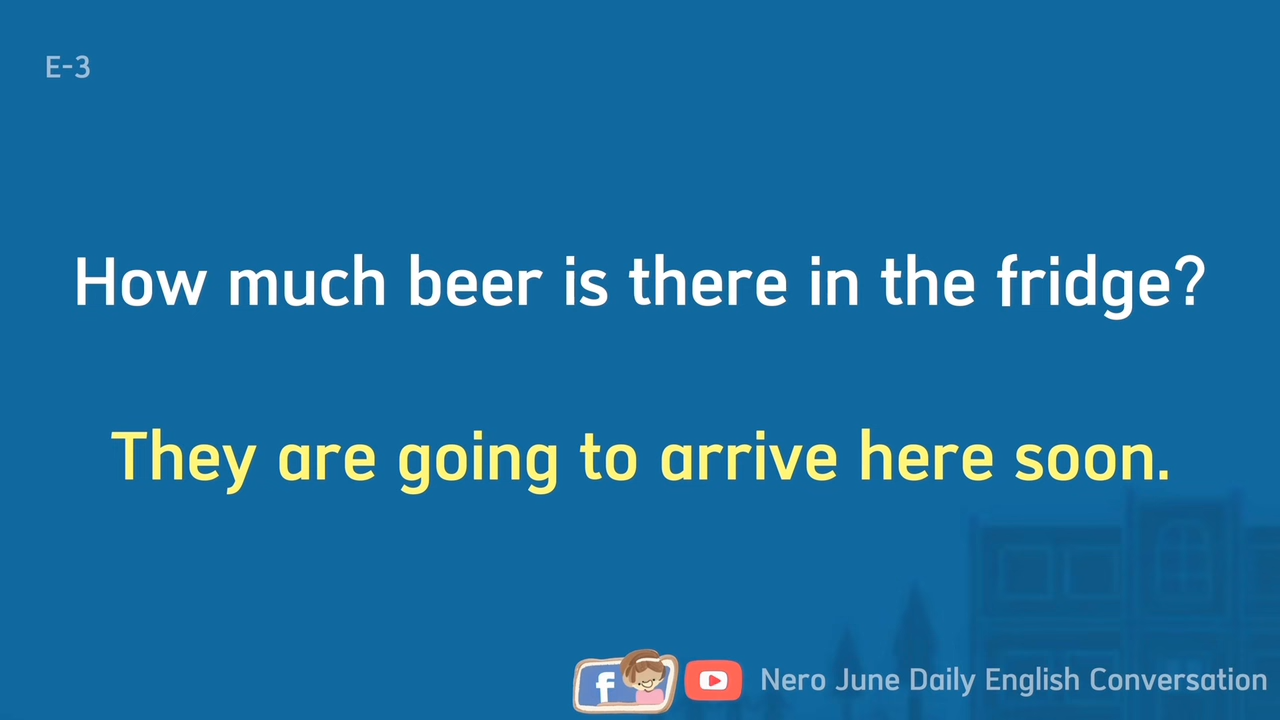 E-3
How much beer is there in the fridge?
They are going to arrive here soon.
f
Nero June Daily English Conversation